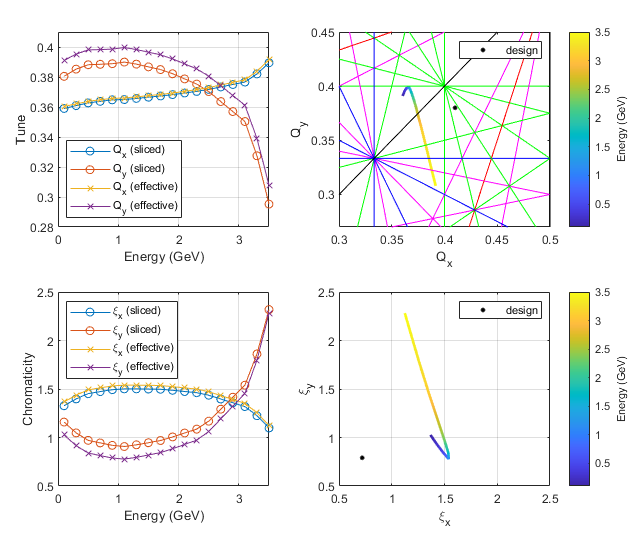 0.4
0.38
0.36
0.34
0.32
0.3
0.28
Tune
Q_x (sliced)
Q_y (sliced)
Q_x (effective)
Q_y (effective)
0 1 2 3
Energy (GeV)
0.45
0.4
0.35
0.3
Q_y
design
0.3 0.35 0.4 0.45 0.5
Q_x
3.5
3
2.5
2
1.5
1
0.5
Energy (GeV)
2.5
2
1.5
1
0.5
Chromaticity
ξ_x (sliced)
ξ_y (sliced)
ξ_x (effective)
ξ_y (effective)
0 1 2 3
Energy (GeV)
2.5
2
1.5
1
0.5
ξ_y
design
0.5 1 1.5 2 2.5
ξ_x
3.5
3
2.5
2
1.5
1
0.5
Energy (GeV)